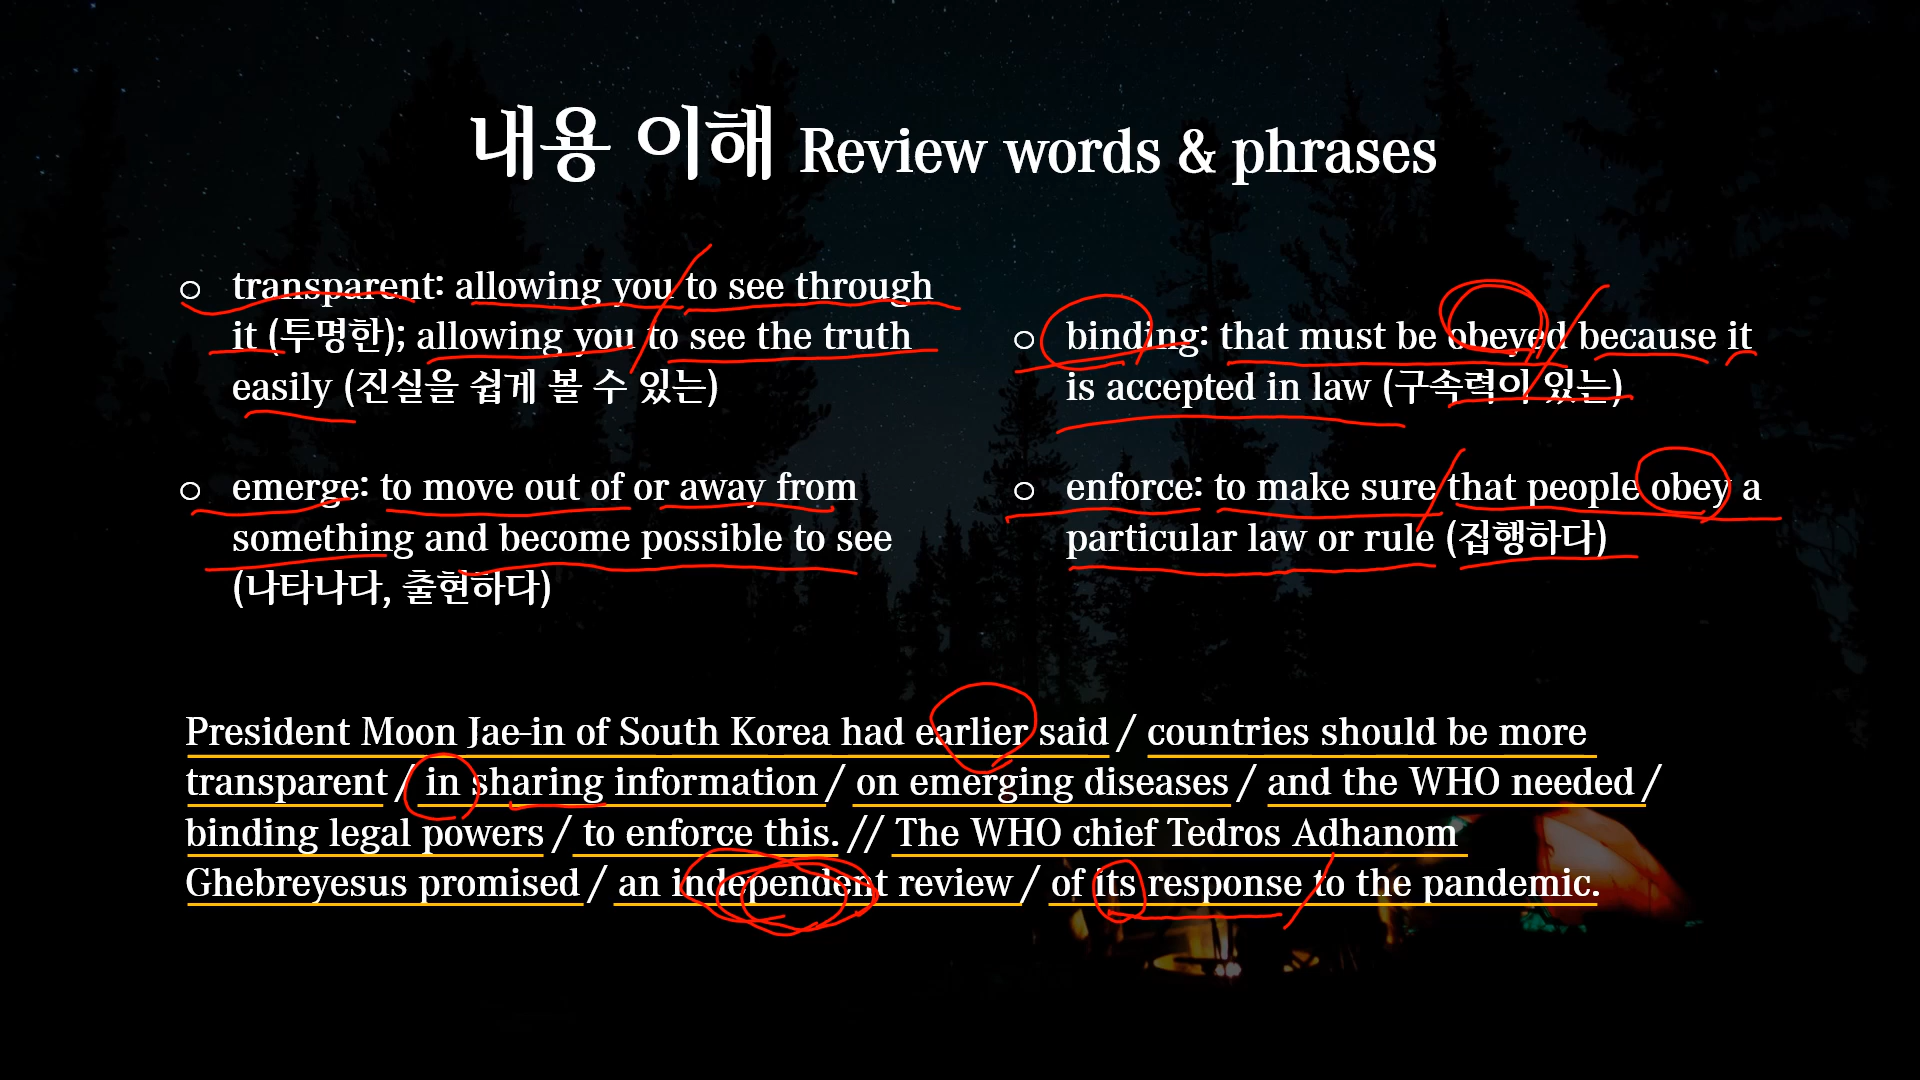 내용 이해 Review words & phrases
○ transparent: allowing you to see through
it (투명한); allowing you to see the truth
easily (진실을 쉽게 볼 수 있는)
○ emerge: to move out of or away from
something and become possible to see
(나타나다, 출현하다)
○ binding: that must be obeyed because it
is accepted in law (구속력이 있는)
○ enforce: to make sure that people obey a
particular law or rule (집행하다)
President Moon Jae-in of South Korea had earlier said / countries should be more
transparent / in sharing information / on emerging diseases / and the WHO needed /
binding legal powers / to enforce this. // The WHO chief Tedros Adhanom
Ghebreyesus promised / an independent review / of its response to the pandemic.